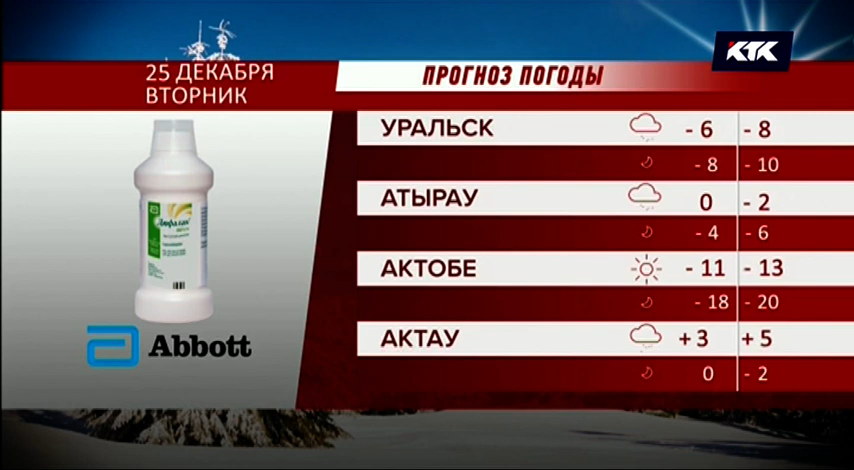 КТК
25 ДЕКАБРЯ
ВТОРНИК
ПРОГНОЗ ПОГОДЫ
УРАЛЬСК - 6 - 8
- 8 - 10
АТЫРАУ 0 - 2
- 4 - 6
АКТОБЕ - 11 - 13
- 18 - 20
АКТАУ + 3 + 5
0 - 2
Дюфалак
Abbott